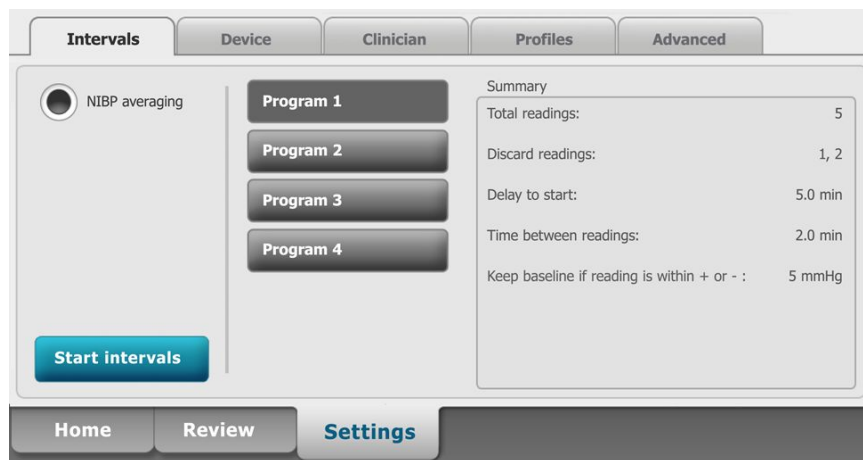 Intervals
Device
Clinician
Profiles
Advanced
NIBP averaging
Start intervals
Program 1
Program 2
Program 3
Program 4
Summary
Total readings: 5
Discard readings: 1, 2
Delay to start: 5.0 min
Time between readings: 2.0 min
Keep baseline if reading is within + or - : 5 mmHg
Home
Review
Settings